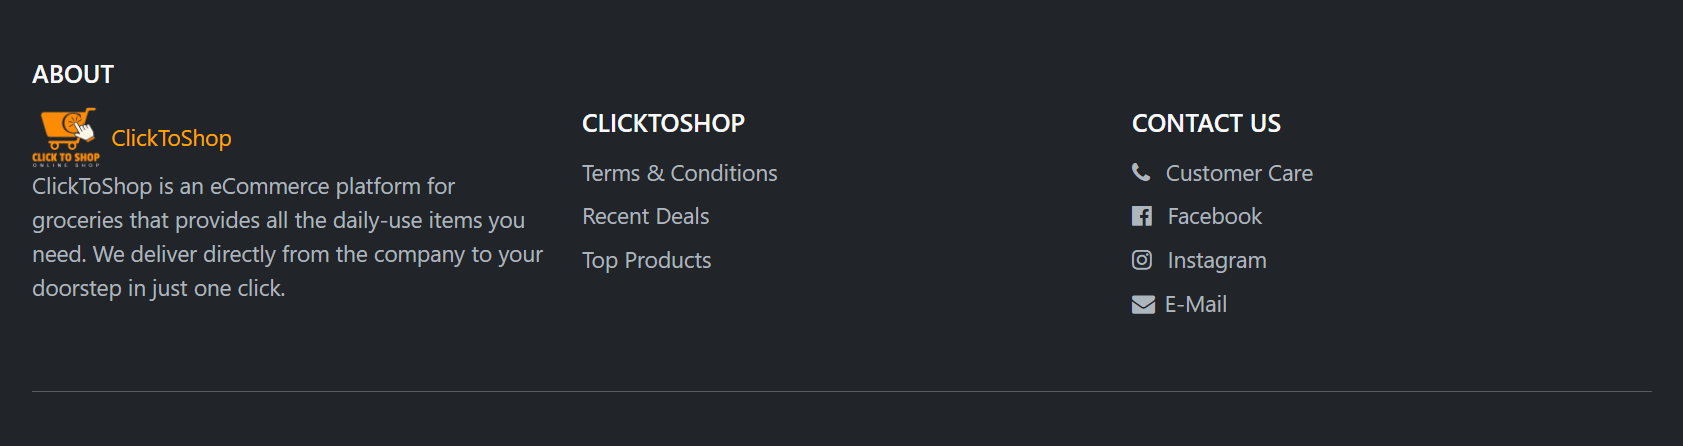 ABOUT
CLICK TO SHOP
ONLINE SHOP
ClickToShop
ClickToShop is an eCommerce platform for
groceries that provides all the daily-use items you
need. We deliver directly from the company to your
doorstep in just one click.
CLICKTOSHOP
Terms & Conditions
Recent Deals
Top Products
CONTACT US
Customer Care
Facebook
Instagram
E-Mail